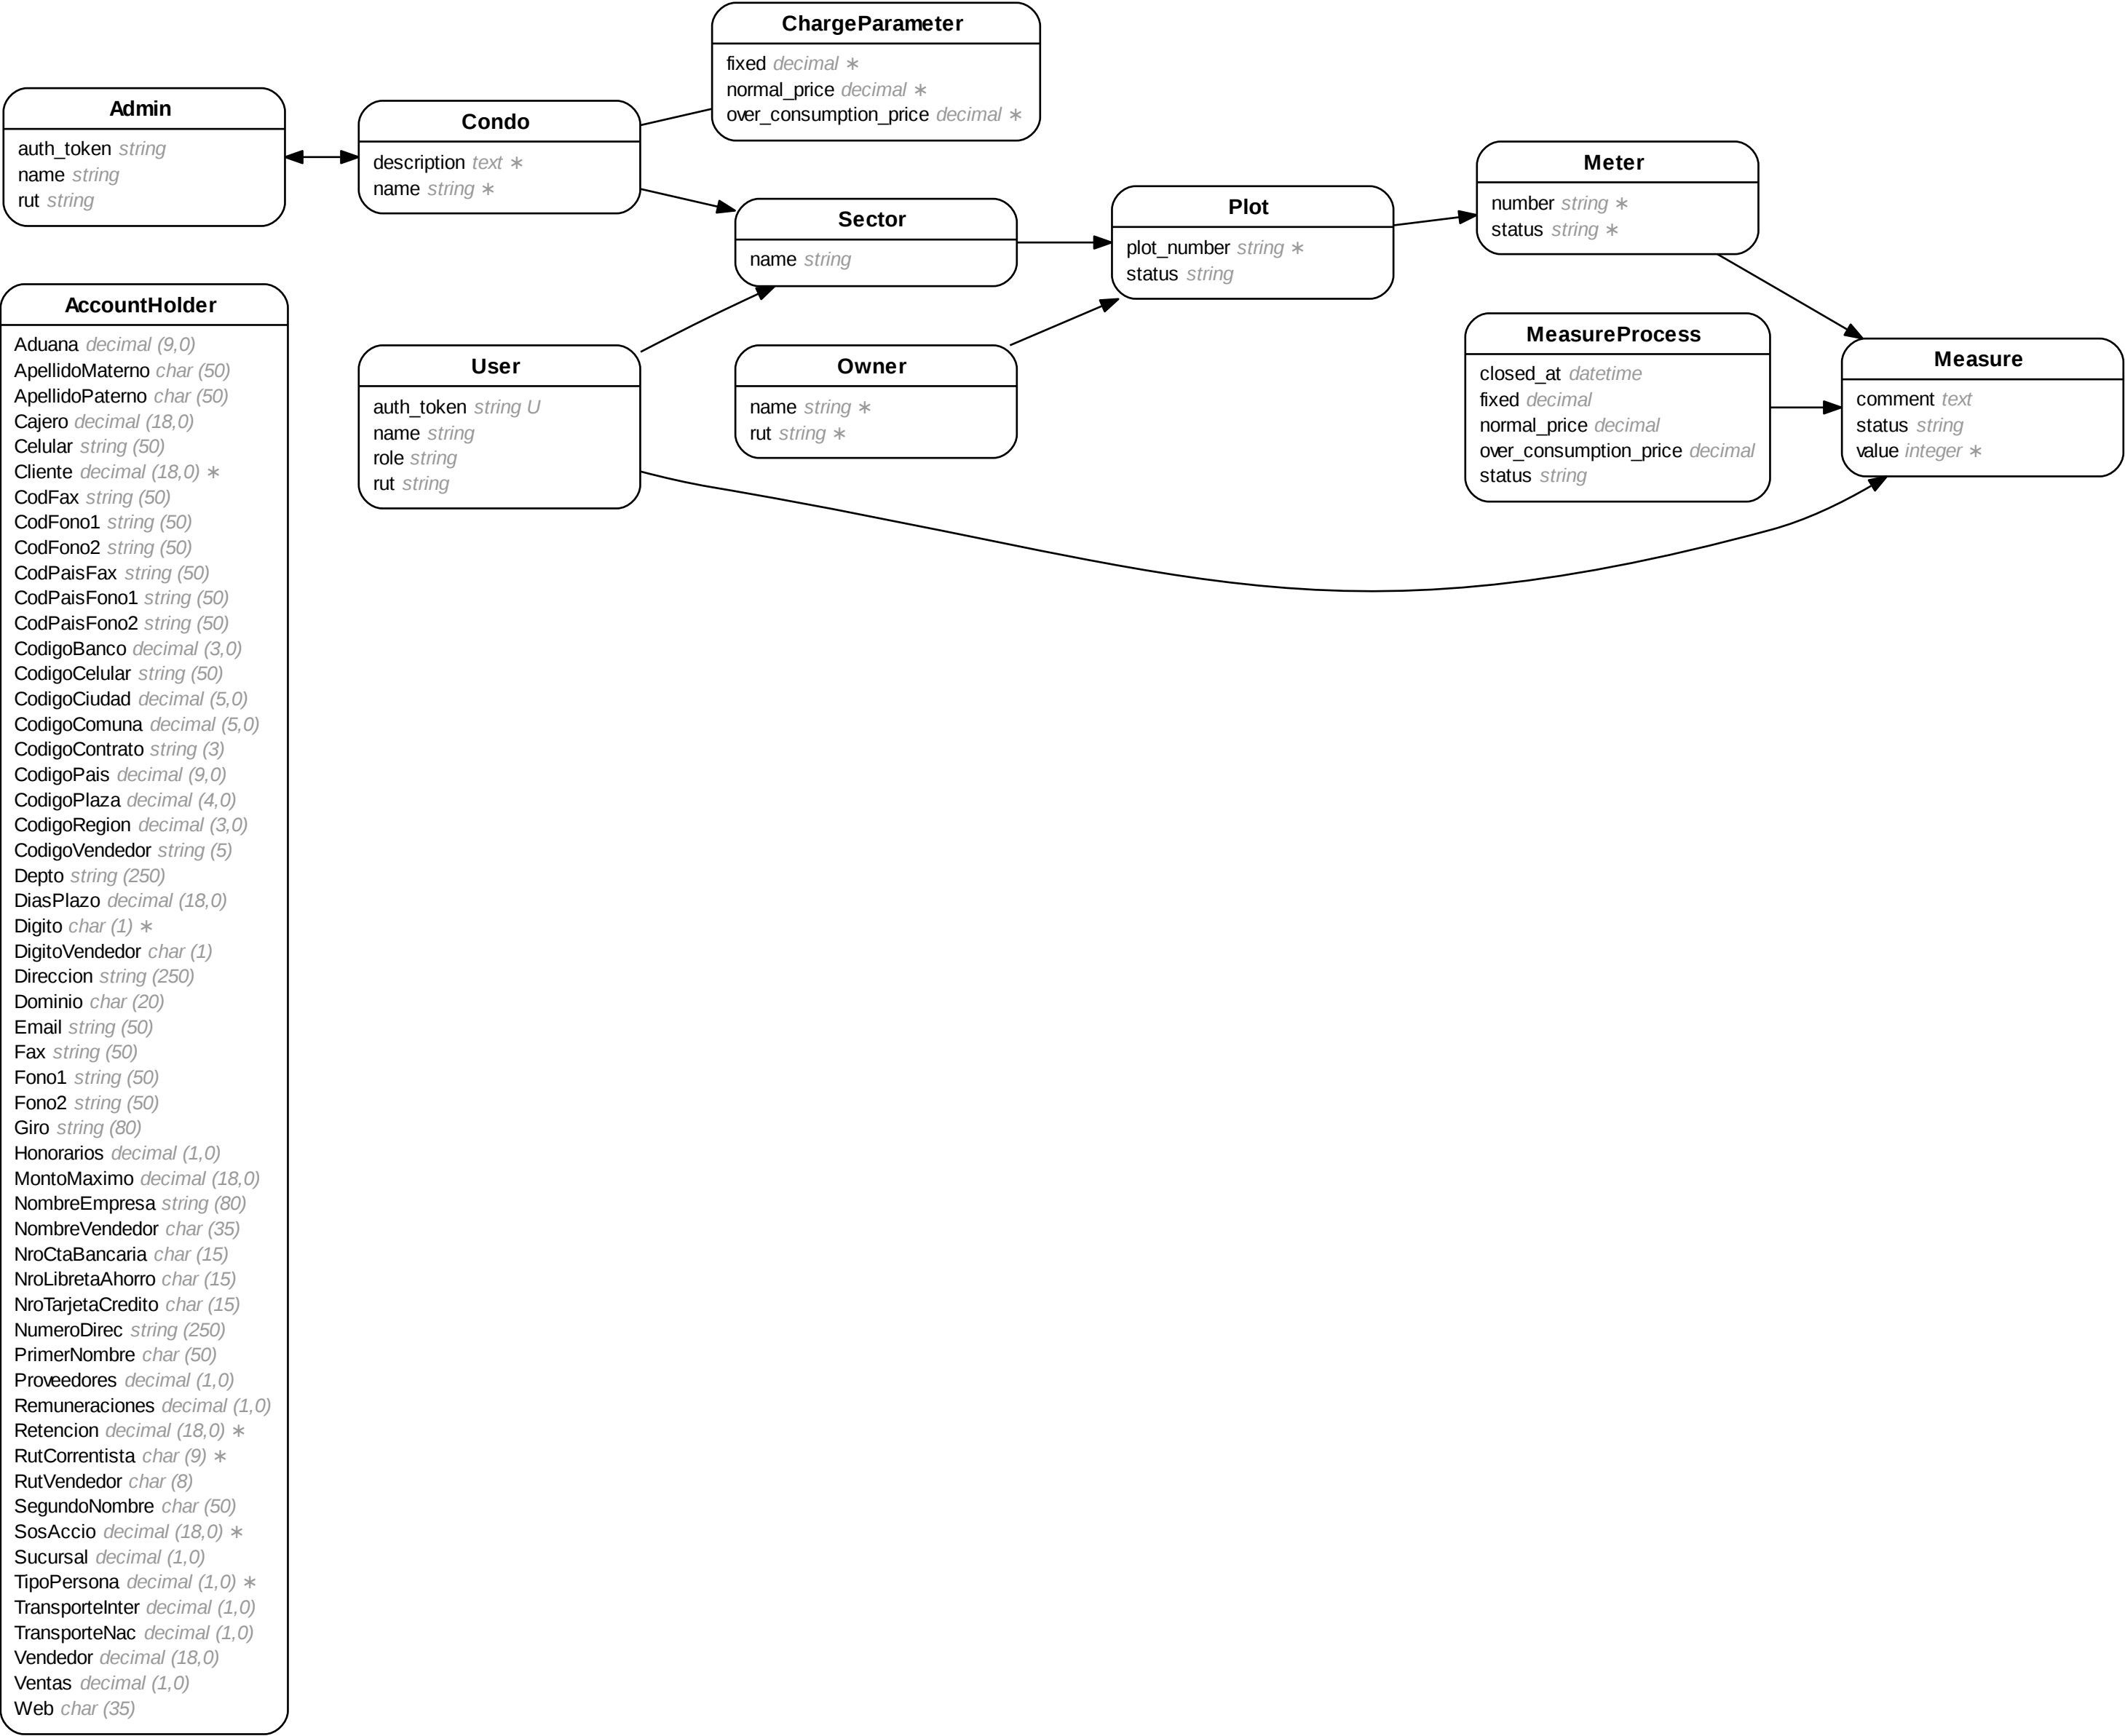 ChargeParameter
fixed decimal ∗
normal_price decimal ∗
over_consumption_price decimal ∗
Admin
auth_token string
name string
rut string
Condo
description text ∗
name string ∗
Sector
name string
Plot
plot_number string ∗
status string
Meter
number string ∗
status string ∗
User
auth_token string U
name string
role string
rut string
Owner
name string ∗
rut string ∗
MeasureProcess
closed_at datetime
fixed decimal
normal_price decimal
over_consumption_price decimal
status string
Measure
comment text
status string
value integer ∗
AccountHolder
Aduana decimal (9,0)
ApellidoMaterno char (50)
ApellidoPaterno char (50)
Cajero decimal (18,0)
Celular string (50)
Cliente decimal (18,0) ∗
CodFax string (50)
CodFono1 string (50)
CodFono2 string (50)
CodPaisFax string (50)
CodPaisFono1 string (50)
CodPaisFono2 string (50)
CodigoBanco decimal (3,0)
CodigoCelular string (50)
CodigoCiudad decimal (5,0)
CodigoComuna decimal (5,0)
CodigoContrato string (3)
CodigoPais decimal (9,0)
CodigoPlaza decimal (4,0)
CodigoRegion decimal (3,0)
CodigoVendedor string (5)
Depto string (250)
DiasPlazo decimal (18,0)
Digito char (1) ∗
DigitoVendedor char (1)
Direccion string (250)
Dominio char (20)
Email string (50)
Fax string (50)
Fono1 string (50)
Fono2 string (50)
Giro string (80)
Honorarios decimal (1,0)
MontoMaximo decimal (18,0)
NombreEmpresa string (80)
NombreVendedor char (35)
NroCtaBancaria char (15)
NroLibretaAhorro char (15)
NroTarjetaCredito char (15)
NumeroDirec string (250)
PrimerNombre char (50)
Proveedores decimal (1,0)
Remuneraciones decimal (1,0)
Retencion decimal (18,0) ∗
RutCorrentista char (9) ∗
RutVendedor char (8)
SegundoNombre char (50)
SosAccio decimal (18,0) ∗
Sucursal decimal (1,0)
TipoPersona decimal (1,0) ∗
TransporteInter decimal (1,0)
TransporteNac decimal (1,0)
Vendedor decimal (18,0)
Ventas decimal (1,0)
Web char (35)